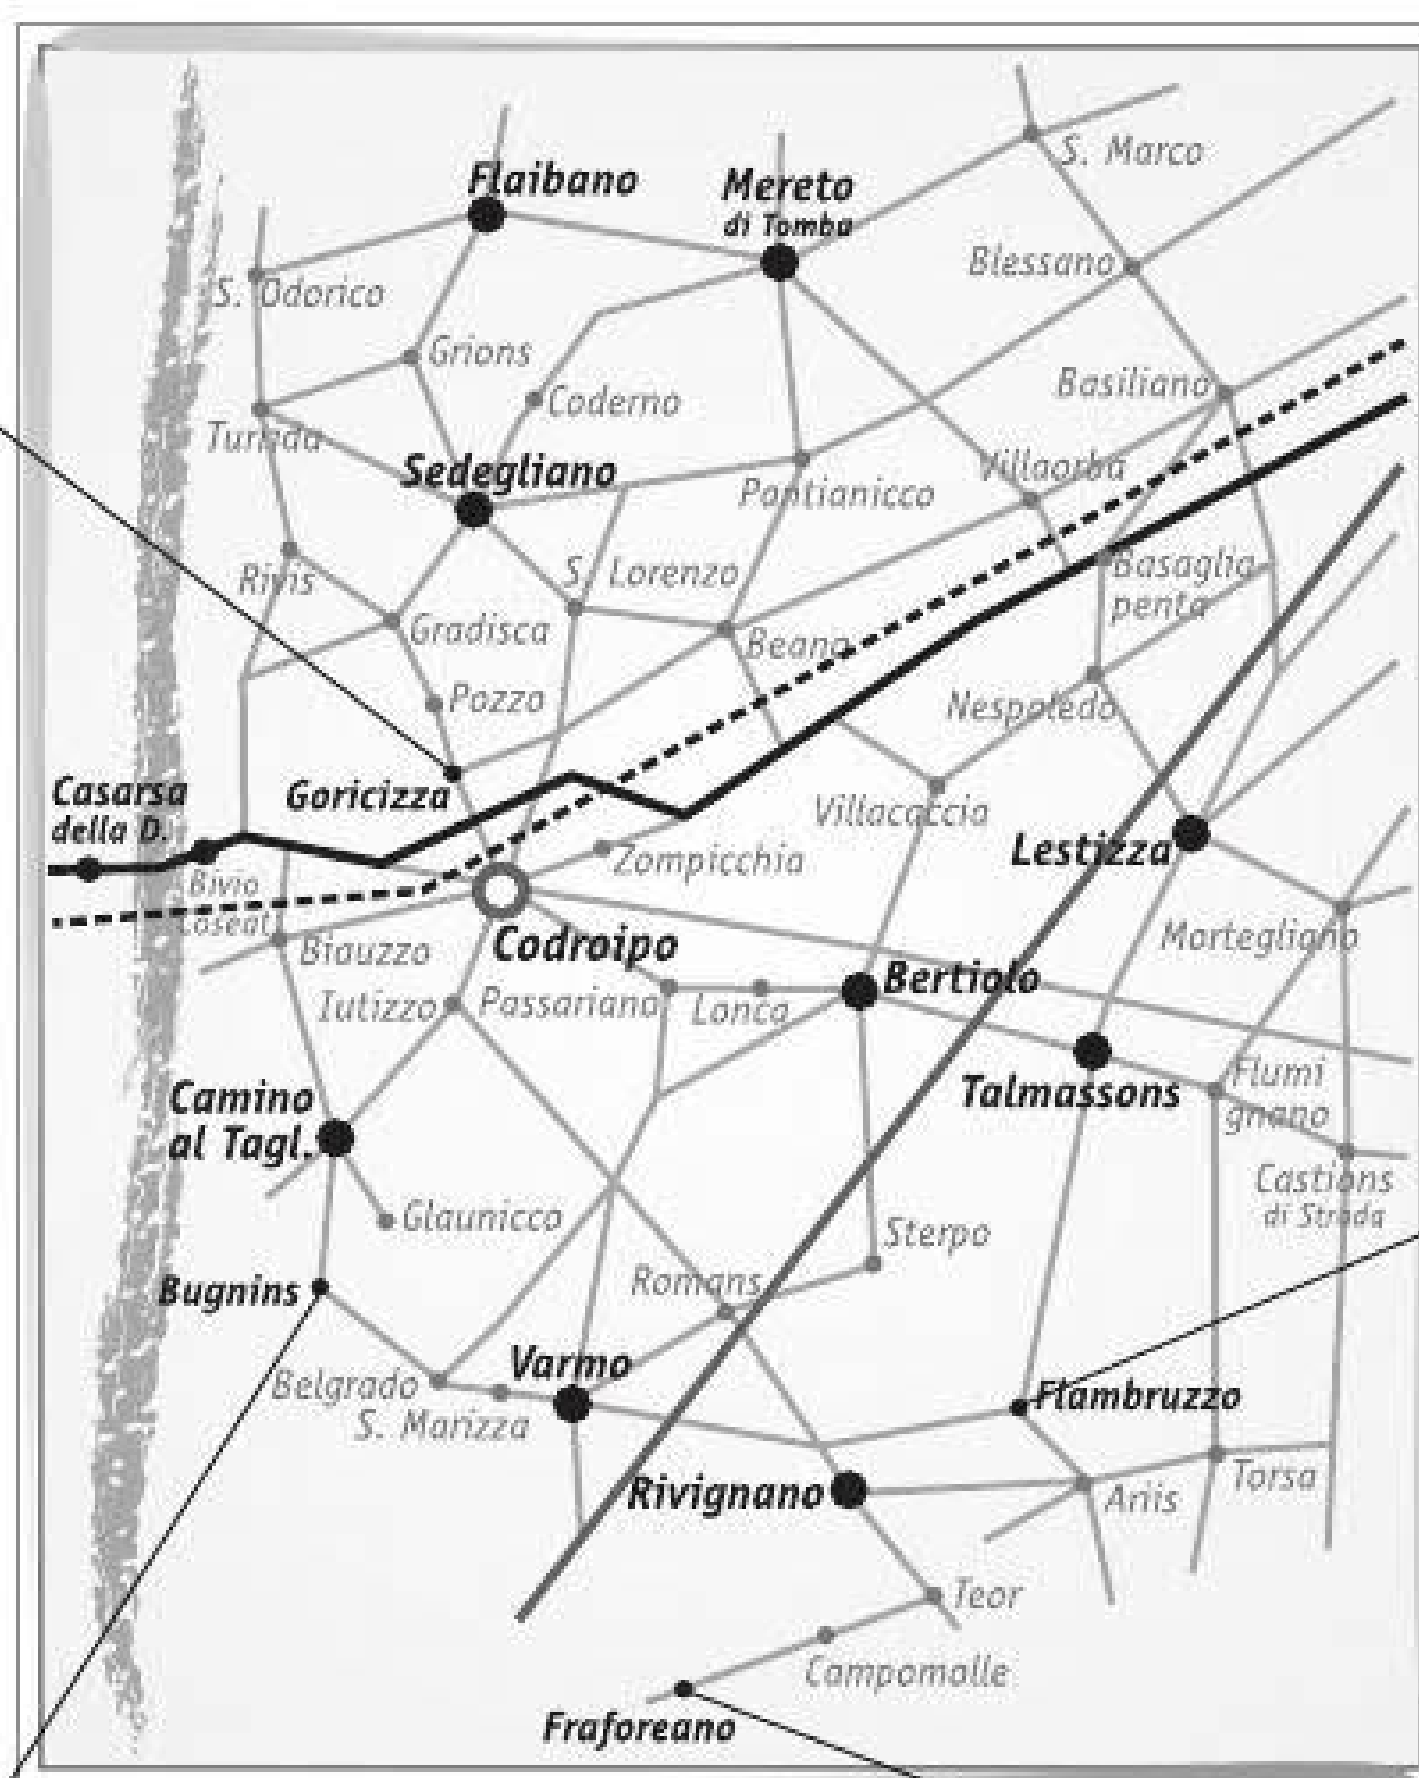 S. Marco
Flaibano
Mereto
di Tomba
Blessano
S. Odorico
Grions
Basiliano
Coderno
Turrida
Sedegliano
Villaorba
Pantianicco
Basaglia
penta
S. Lorenzo
Rivis
Gradisca
Beano
Pozzo
Nespoledo
Casarsa
della D.
Goricizza
Villacaccia
Lestizza
Zompicchia
Bivio
Coseat
Codroipo
Mortegliano
Biauzzo
Bertiolo
Iutizzo
Passariana
Lonca
Flumi
gnano
Talmassons
Camino
al Tagl.
Castions
di Strada
Glaunicco
Sterpo
Romans
Bugnins
Varmo
Belgrado
S. Marizza
Flambruzzo
Rivignano
Torsa
Ariis
Teor
Campomolle
Fraforeano